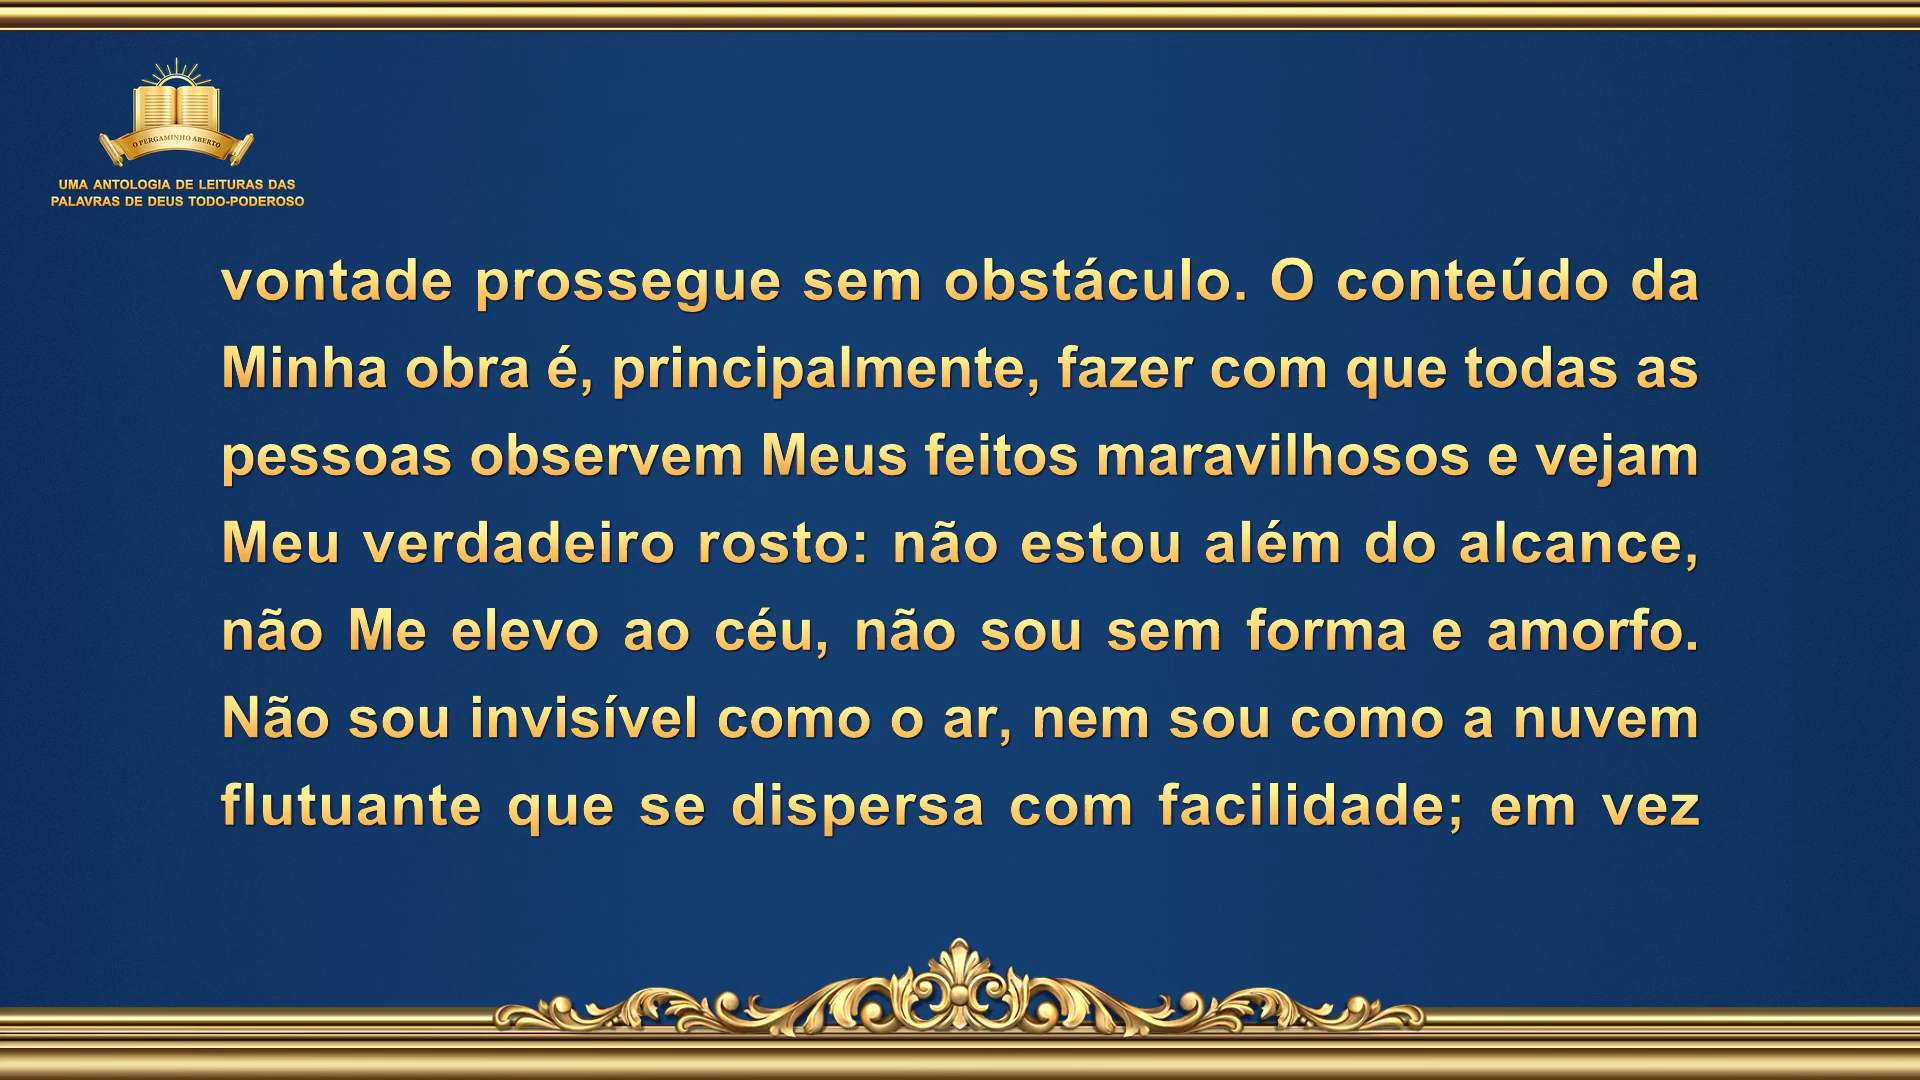 O PERGAMINHO ABERTO
UMA ANTOLOGIA DE LEITURAS DAS
PALAVRAS DE DEUS TODO-PODEROSO
vontade prossegue sem obstáculo. O conteúdo da
Minha obra é, principalmente, fazer com que todas as
pessoas observem Meus feitos maravilhosos e vejam
Meu verdadeiro rosto: não estou além do alcance,
não Me elevo ao céu, não sou sem forma e amorfo.
Não sou invisível como o ar, nem sou como a nuvem
flutuante que se dispersa com facilidade; em vez